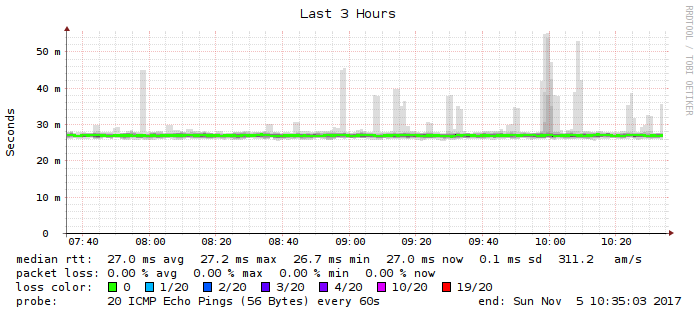 Last 3 Hours
RRDTOOL / TOBI OETIKER
Seconds
50 m
40 m
30 m
20 m
10 m
0
07:40 08:00 08:20 08:40 09:00 09:20 09:40 10:00 10:20
median rtt: 27.0 ms avg 27.2 ms max 26.7 ms min 27.0 ms now 0.1 ms sd 311.2 am/s
packet loss: 0.00 % avg 0.00 % max 0.00 % min 0.00 % now
loss color: 0 1/20 2/20 3/20 4/20 10/20 19/20
probe: 20 ICMP Echo Pings (56 Bytes) every 60s end: Sun Nov 5 10:35:03 2017